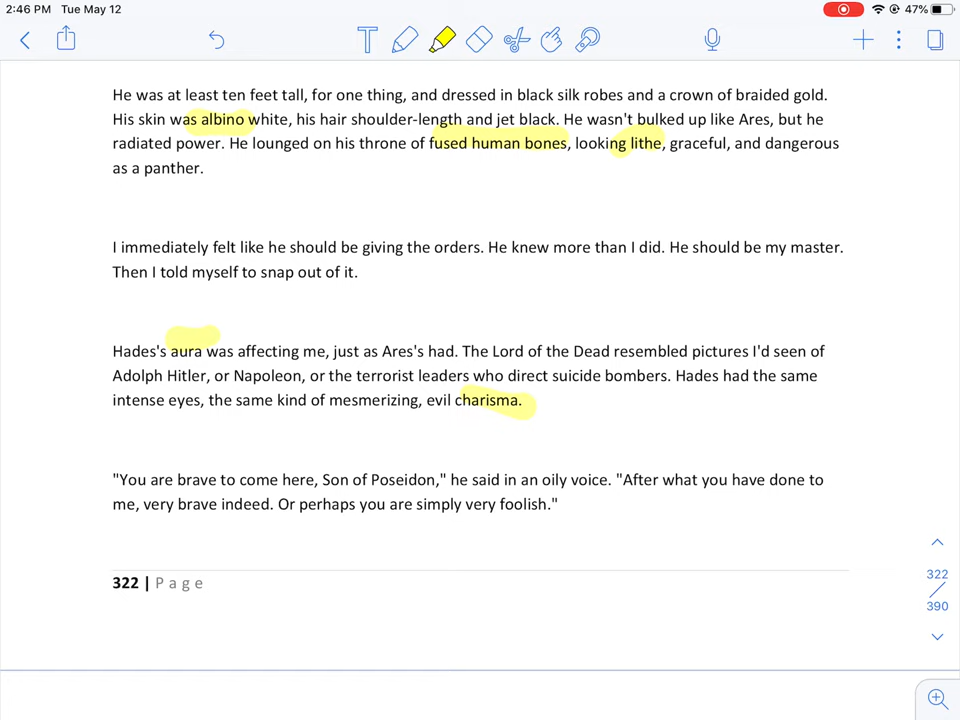 2:46 PM Tue May 12
47%
He was at least ten feet tall, for one thing, and dressed in black silk robes and a crown of braided gold.
His skin was albino white, his hair shoulder-length and jet black. He wasn't bulked up like Ares, but he
radiated power. He lounged on his throne of fused human bones, looking lithe, graceful, and dangerous
as a panther.
I immediately felt like he should be giving the orders. He knew more than I did. He should be my master.
Then I told myself to snap out of it.
Hades's aura was affecting me, just as Ares's had. The Lord of the Dead resembled pictures I'd seen of
Adolph Hitler, or Napoleon, or the terrorist leaders who direct suicide bombers. Hades had the same
intense eyes, the same kind of mesmerizing, evil charisma.
"You are brave to come here, Son of Poseidon," he said in an oily voice. "After what you have done to
me, very brave indeed. Or perhaps you are simply very foolish."
322 | Page
322
/
390